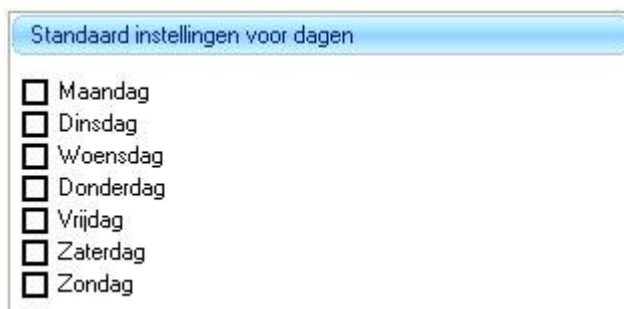 Standaard instellingen voor dagen
Maandag
Dinsdag
Woensdag
Donderdag
Vrijdag
Zaterdag
Zondag